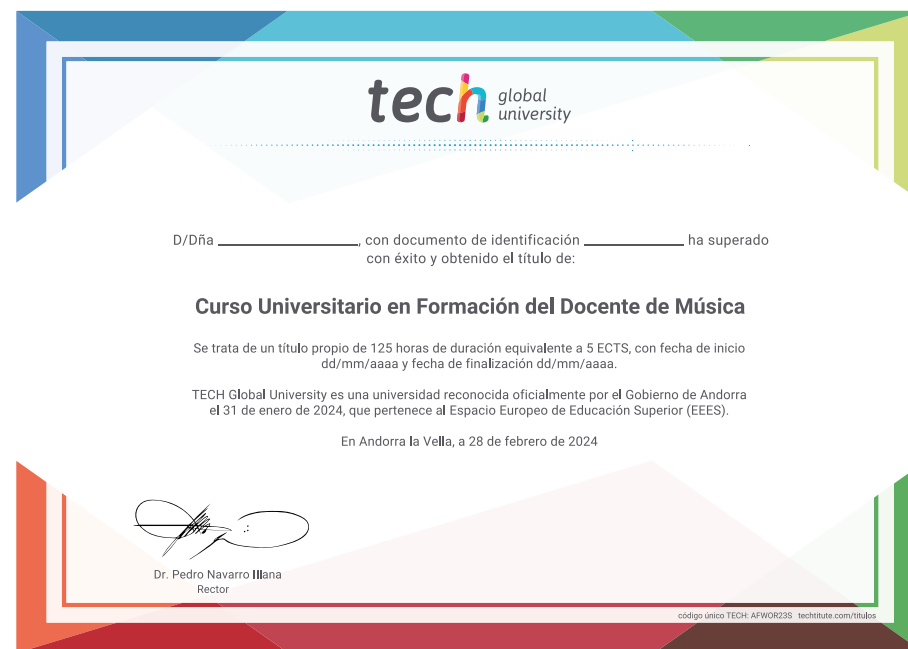 tech global university
D/Dña ____________________, con documento de identificación ______________ ha superado
con éxito y obtenido el título de:
Curso Universitario en Formación del Docente de Música
Se trata de un título propio de 125 horas de duración equivalente a 5 ECTS, con fecha de inicio
dd/mm/aaaa y fecha de finalización dd/mm/aaaa.
TECH Global University es una universidad reconocida oficialmente por el Gobierno de Andorra
el 31 de enero de 2024, que pertenece al Espacio Europeo de Educación Superior (EEES).
En Andorra la Vella, a 28 de febrero de 2024
Dr. Pedro Navarro Illana
Rector
código único TECH: AFWOR23S techtitute.com/titulos